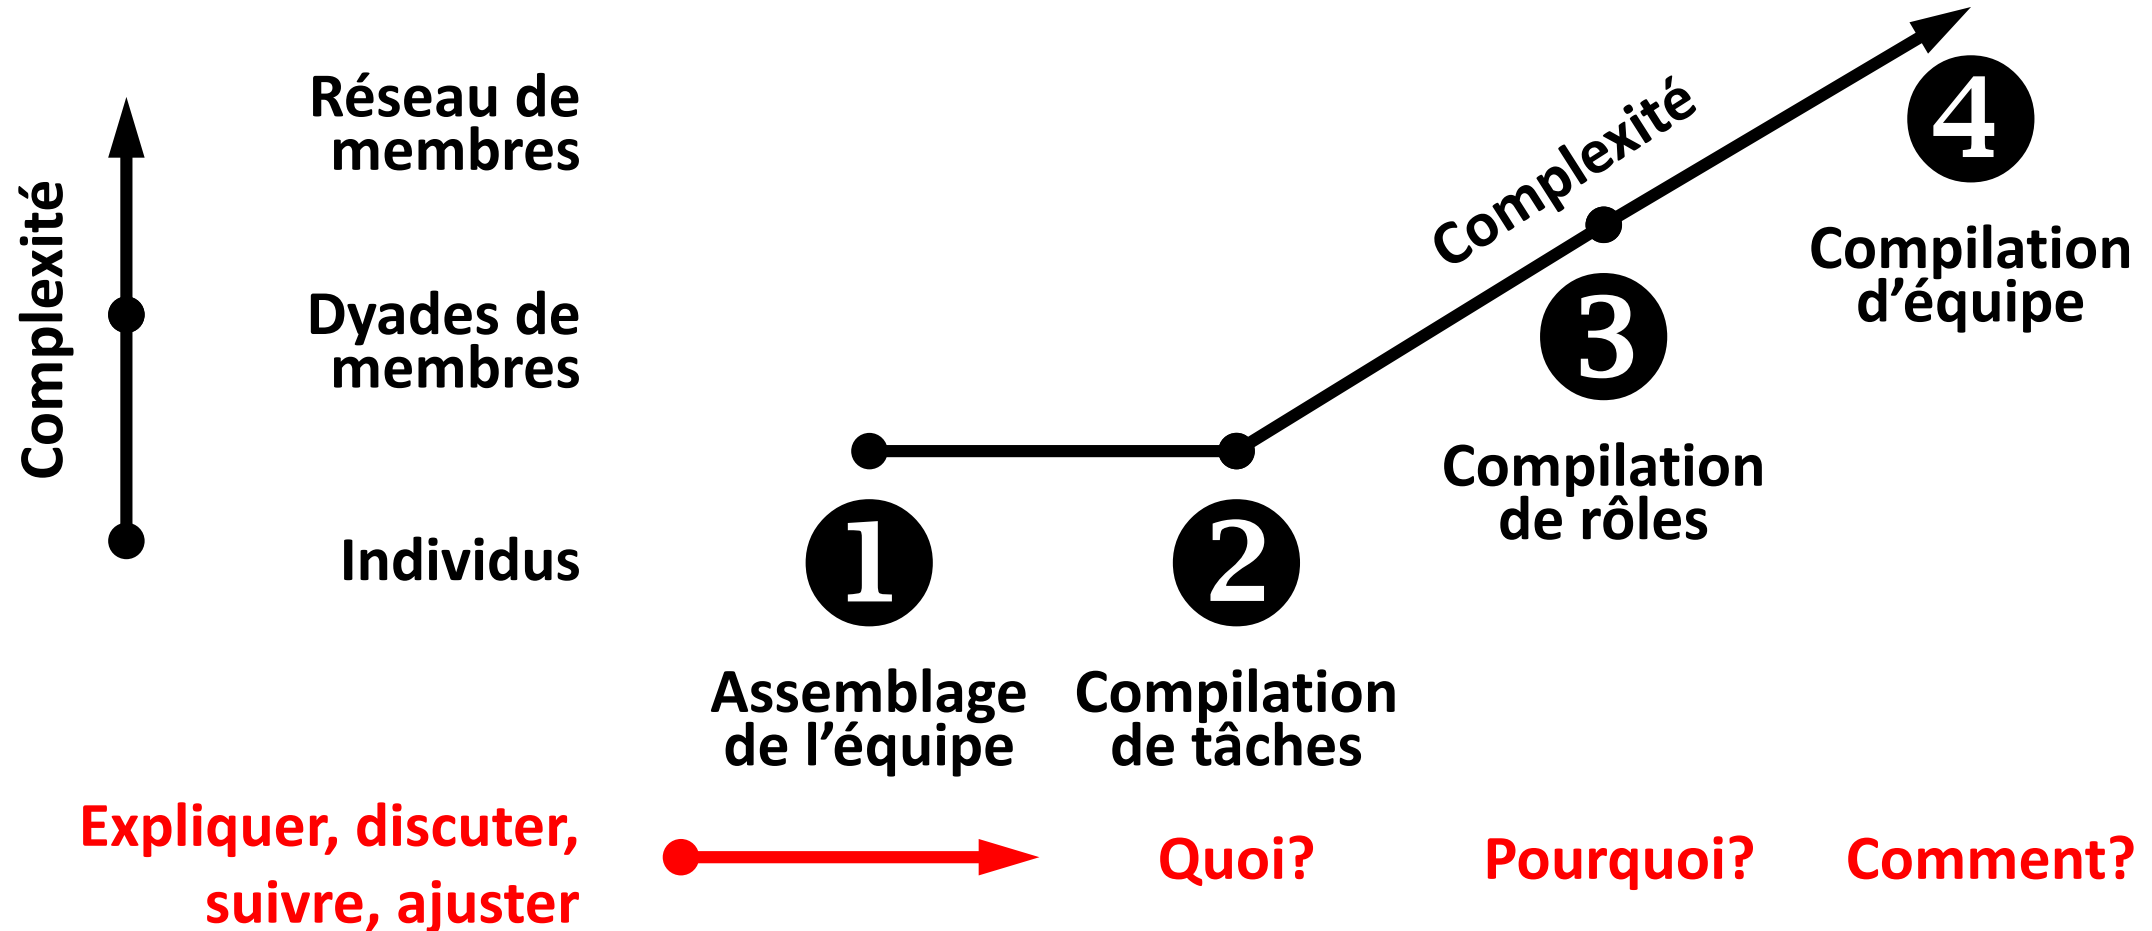 Complexité
Réseau de
membres
Dyades de
membres
Individus
Complexité
1
Assemblage
de l’équipe
2
Compilation
de tâches
3
Compilation
de rôles
4
Compilation
d’équipe
Expliquer, discuter,
suivre, ajuster
Quoi?
Pourquoi?
Comment?